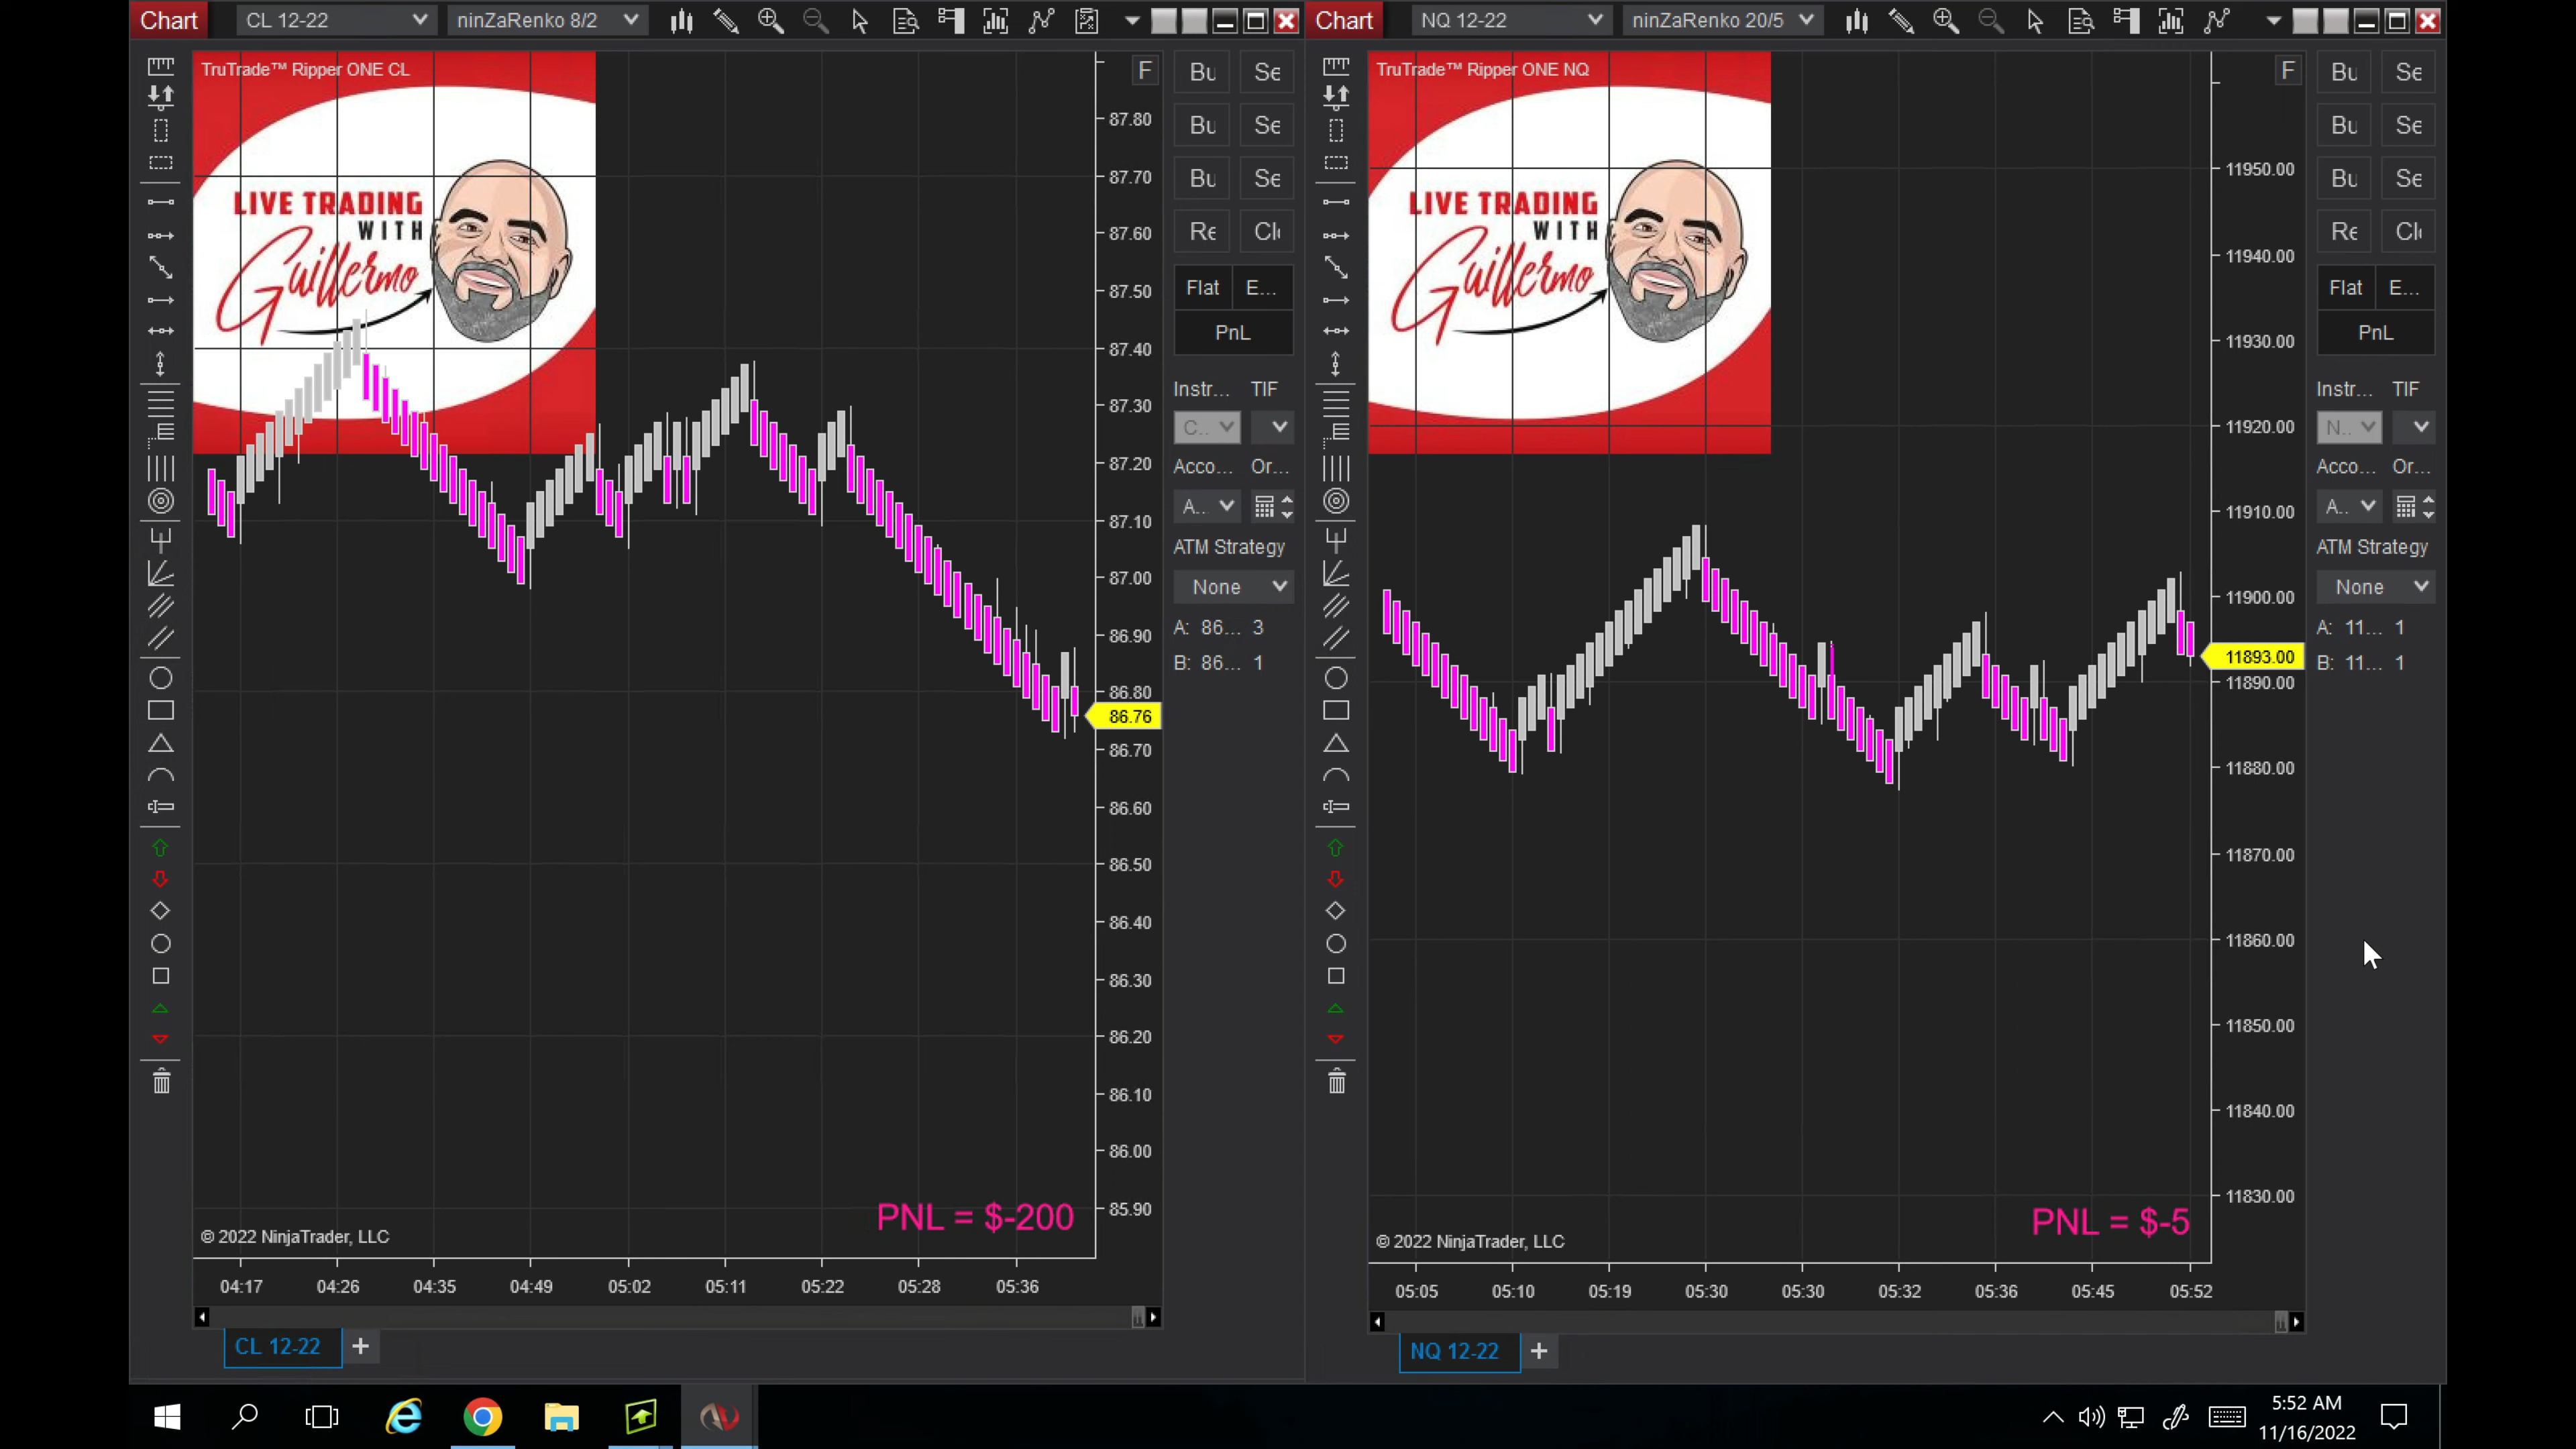 Chart
CL 12-22
ninZaRenko 8/2
TruTrade™ Ripper ONE CL
LIVE TRADING
WITH
Guillermo
F
87.80
87.70
87.60
87.50
87.40
87.30
87.20
87.10
87.00
86.90
86.80
86.76
86.70
86.60
86.50
86.40
86.30
86.20
86.10
86.00
85.90
Bu Se
Bu Se
Bu Se
Re Cl
Flat E...
PnL
Instr... TIF
C..
Acco... Or...
A..
ATM Strategy
None
A: 86... 3
B: 86... 1
PNL = $-200
© 2022 NinjaTrader, LLC
04:17 04:26 04:35 04:49 05:02 05:11 05:22 05:28 05:36
CL 12-22 +
Chart
NQ 12-22
ninZaRenko 20/5
TruTrade™ Ripper ONE NQ
LIVE TRADING
WITH
Guillermo
F
11950.00
11940.00
11930.00
11920.00
11910.00
11900.00
11893.00
11890.00
11880.00
11870.00
11860.00
11850.00
11840.00
11830.00
Bu Se
Bu Se
Bu Se
Re Cl
Flat E...
PnL
Instr... TIF
N..
Acco... Or...
A..
ATM Strategy
None
A: 11... 1
B: 11... 1
PNL = $-5
© 2022 NinjaTrader, LLC
05:05 05:10 05:19 05:30 05:30 05:32 05:36 05:45 05:52
NQ 12-22 +
5:52 AM
11/16/2022